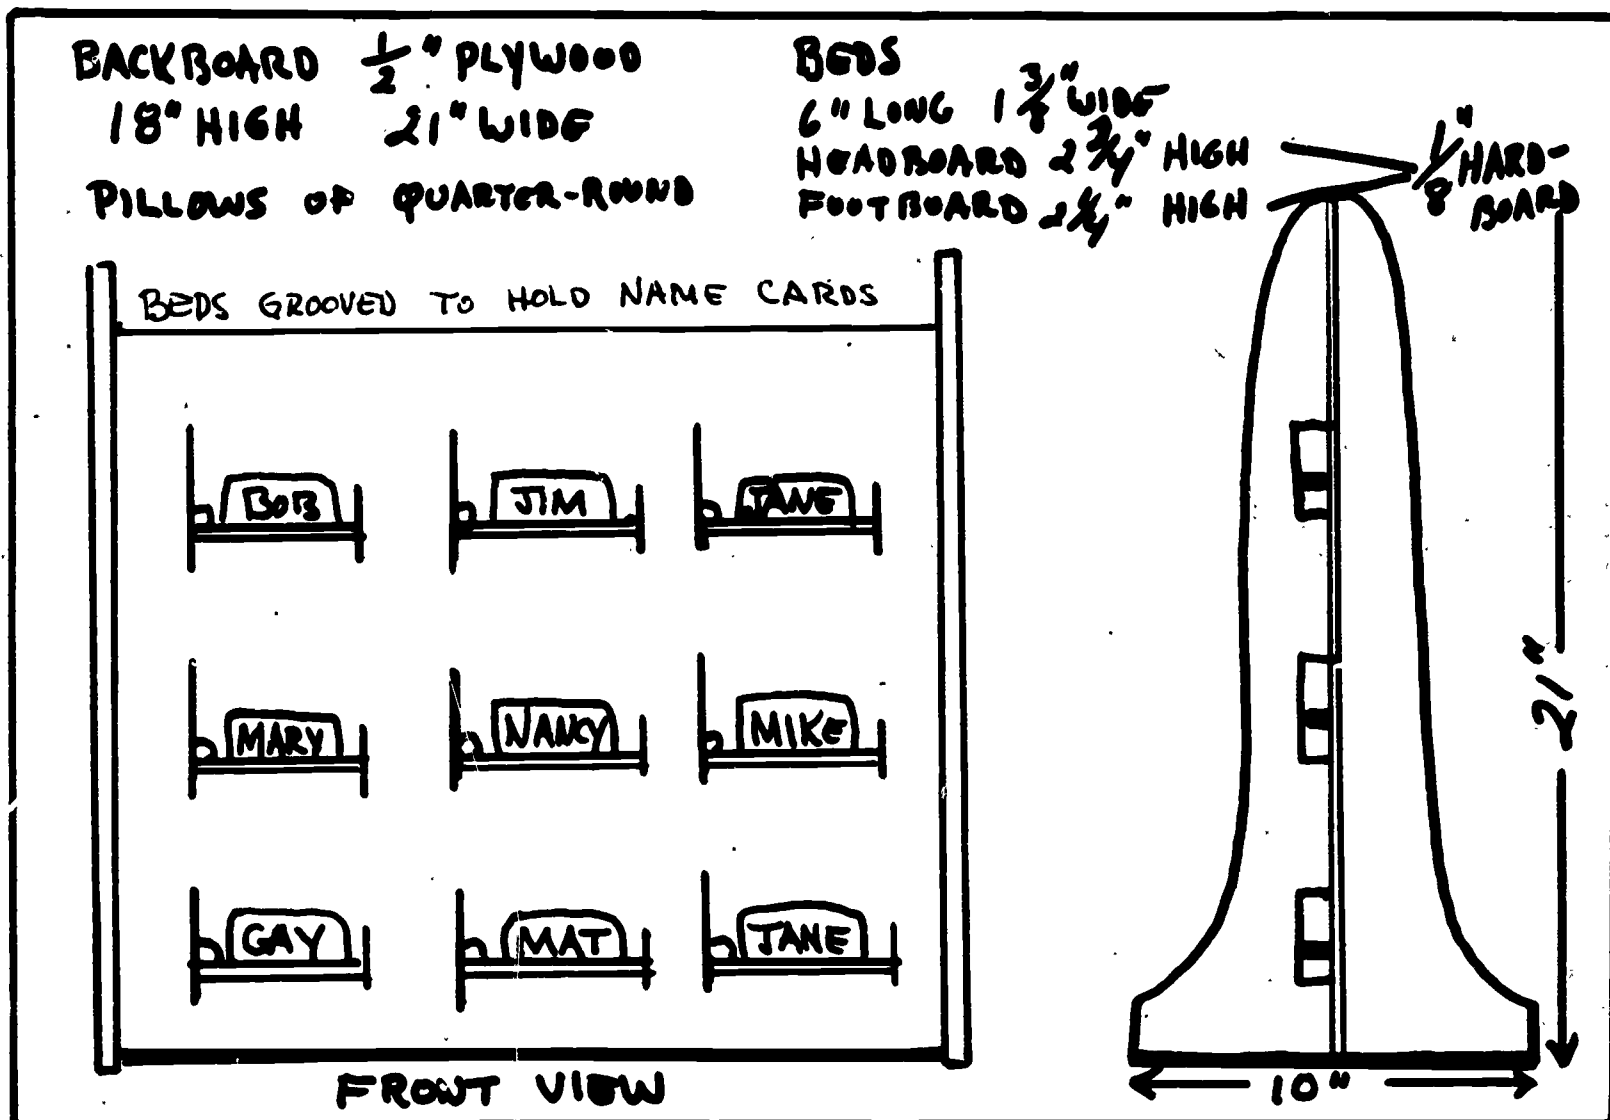 BACKBOARD 1/2" PLYWOOD
18" HIGH 21" WIDE
PILLOWS OF QUARTER-ROUND
BEDS
6" LONG 1 3/8" WIDE
HEADBOARD 2 3/4" HIGH
FOOTBOARD 2 1/4" HIGH
1/8" HARD-
BOARD
BEDS GROOVED TO HOLD NAME CARDS
BOB JIM JANE
MARY NANCY MIKE
GAY MAT JANE
FRONT VIEW
21"
10"